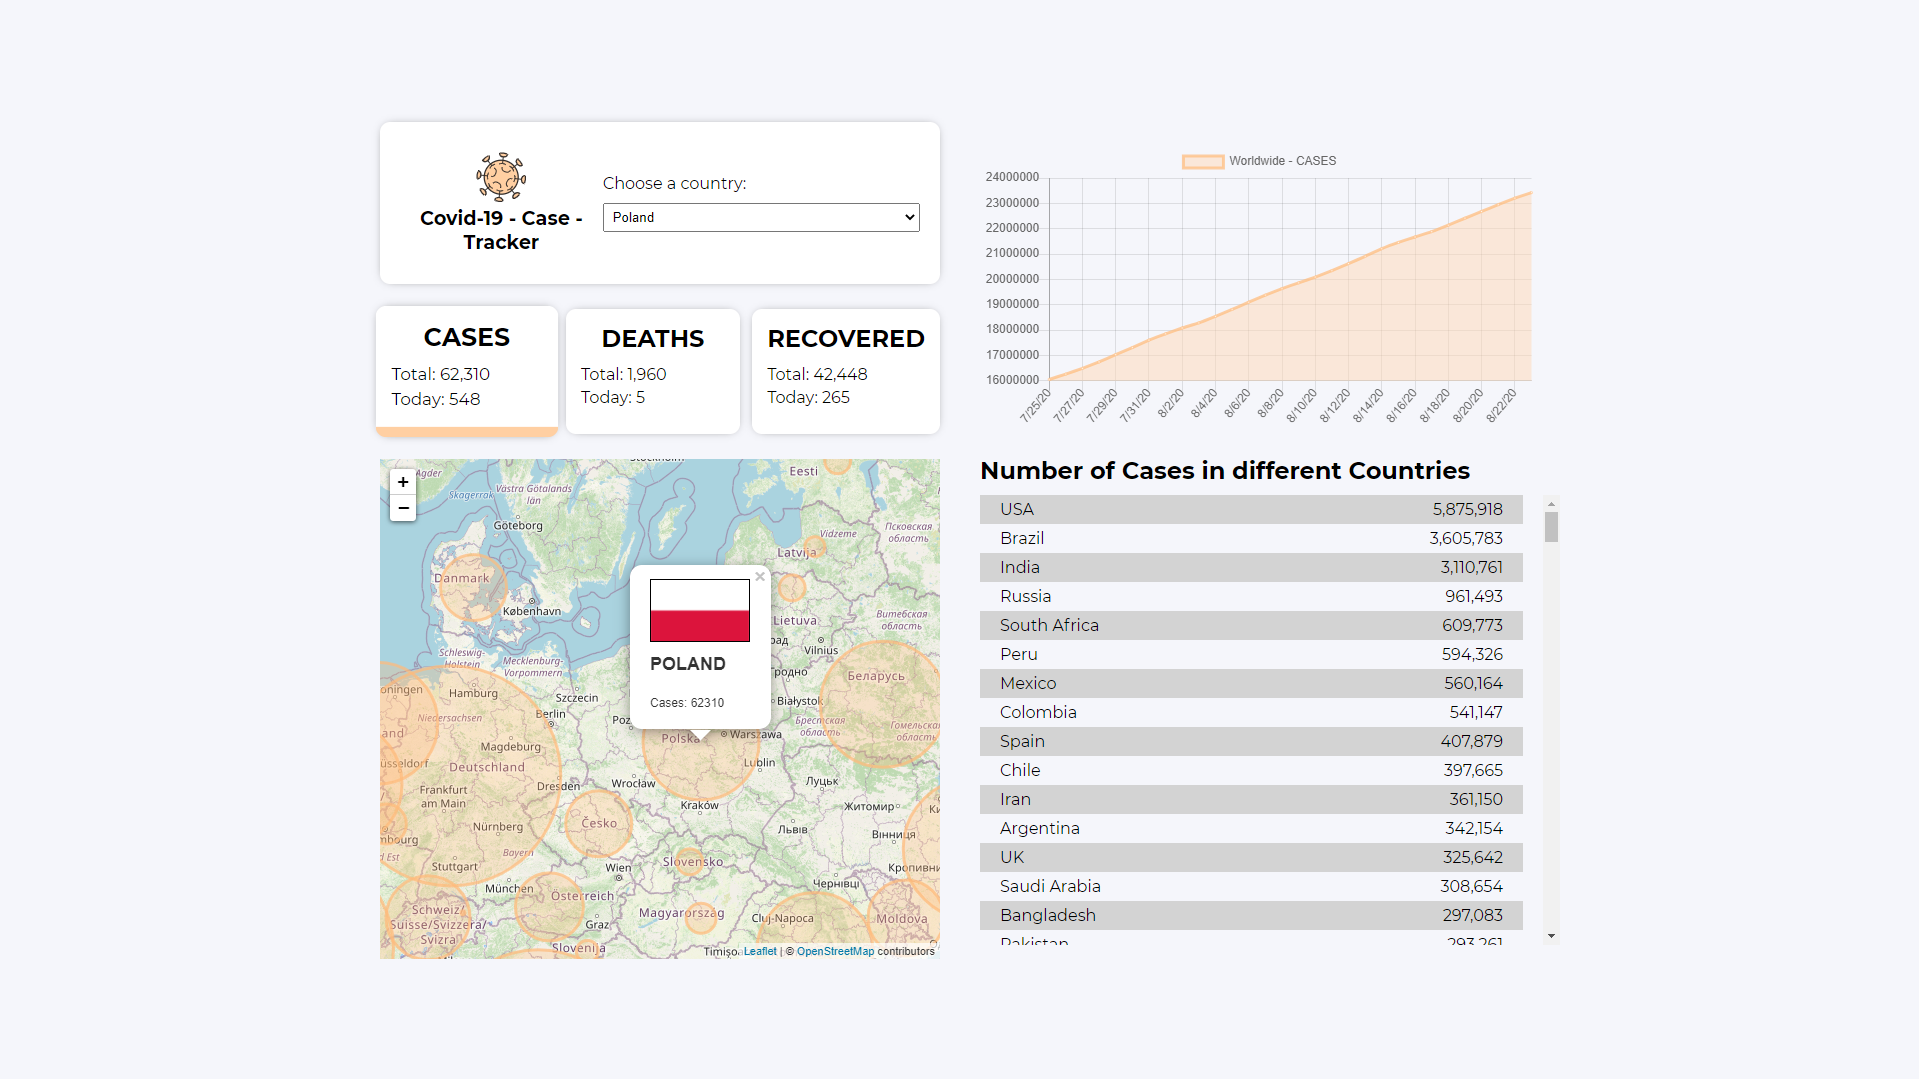 Covid-19 - Case -
Tracker
Choose a country:
Poland
CASES
Total: 62,310
Today: 548
DEATHS
Total: 1,960
Today: 5
RECOVERED
Total: 42,448
Today: 265
Worldwide - CASES
24000000
23000000
22000000
21000000
20000000
19000000
18000000
17000000
16000000
7/25/20
7/27/20
7/29/20
7/31/20
8/2/20
8/4/20
8/6/20
8/8/20
8/10/20
8/12/20
8/14/20
8/16/20
8/18/20
8/20/20
8/22/20
+
−
Agder
Skagerrak
Västra Götalands
län
Göteborg
Stockholm
Eesti
Псковская
область
Vidzeme
Latvija
Danmark
København
Lietuva
Vilnius
Витебская
область
Schleswig-
Holstein
Mecklenburg-
Vorpommern
Hamburg
Szczecin
Niedersachsen
Berlin
Magdeburg
Deutschland
Białystok
Беларусь
Брестская
область
Гомельская
область
×
POLAND
Cases: 62310
Polska
Warszawa
Lublin
Frankfurt
am Main
Dresden
Wrocław
Луцьк
Kraków
Житомир
Nürnberg
Česko
Львів
Вінниця
Bayern
Stuttgart
Wien
Slovensko
München
Чернівці
Österreich
Schweiz/
Suisse/Svizzera/
Svizra
Graz
Magyarország
Cluj-Napoca
Moldova
Slovenija
Leaflet | © OpenStreetMap contributors
Number of Cases in different Countries
USA 5,875,918
Brazil 3,605,783
India 3,110,761
Russia 961,493
South Africa 609,773
Peru 594,326
Mexico 560,164
Colombia 541,147
Spain 407,879
Chile 397,665
Iran 361,150
Argentina 342,154
UK 325,642
Saudi Arabia 308,654
Bangladesh 297,083
Pakistan 293,261